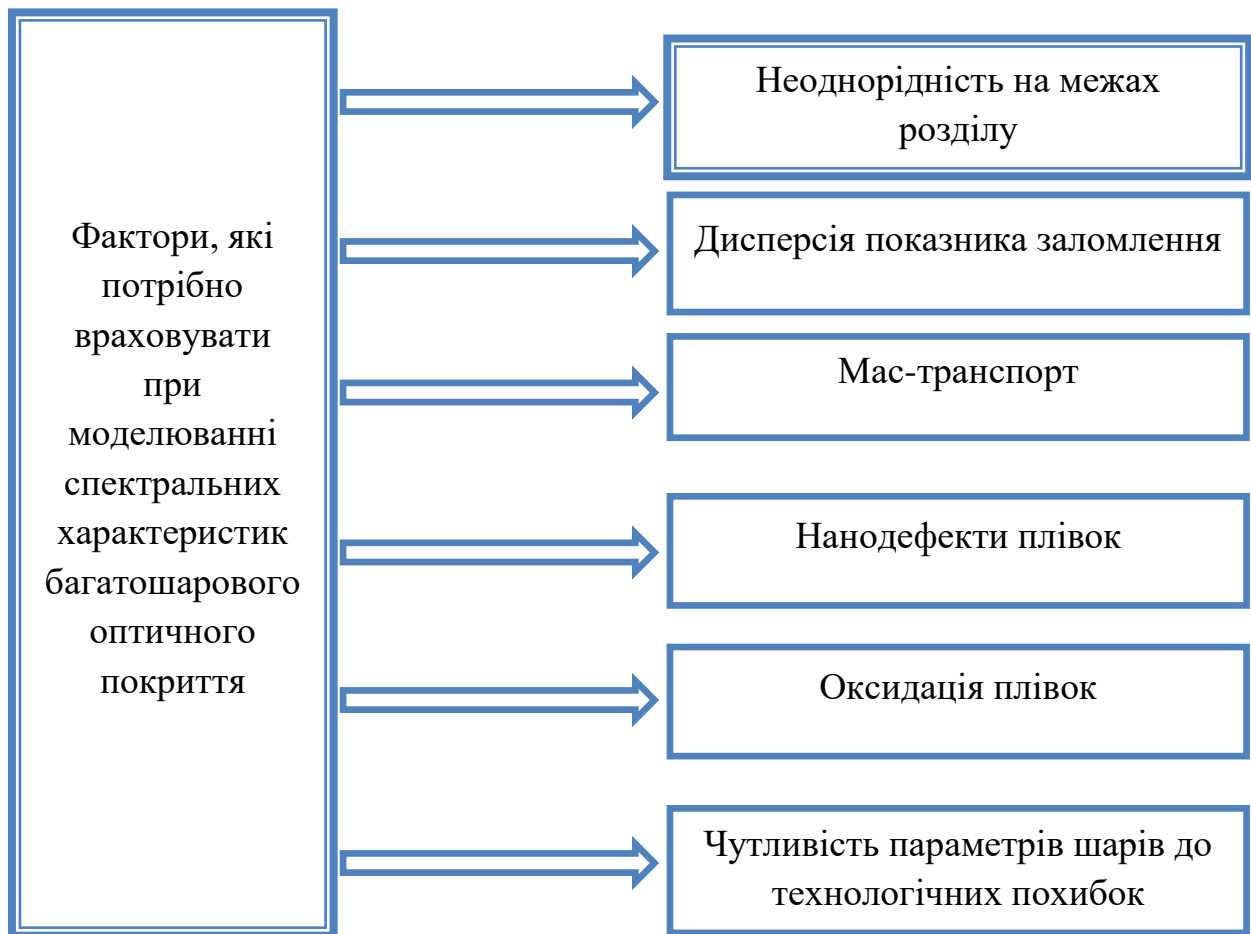 Фактори, які
потрібно
враховувати
при
моделюванні
спектральних
характеристик
багатошарового
оптичного
покриття
Неоднорідність на межах
розділу
Дисперсія показника заломлення
Мас-транспорт
Нанодефекти плівок
Оксидація плівок
Чутливість параметрів шарів до
технологічних похибок